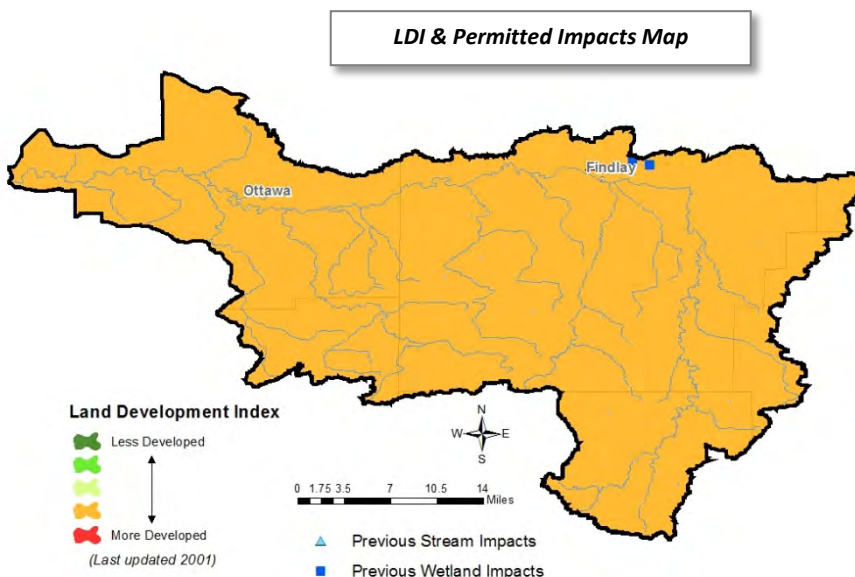 LDI & Permitted Impacts Map
Findlay
Ottawa
Land Development Index
Less Developed
More Developed
(Last updated 2001)
N
W E
S
0 1.75 3.5 7 10.5 14
Miles
Previous Stream Impacts
Previous Wetland Impacts